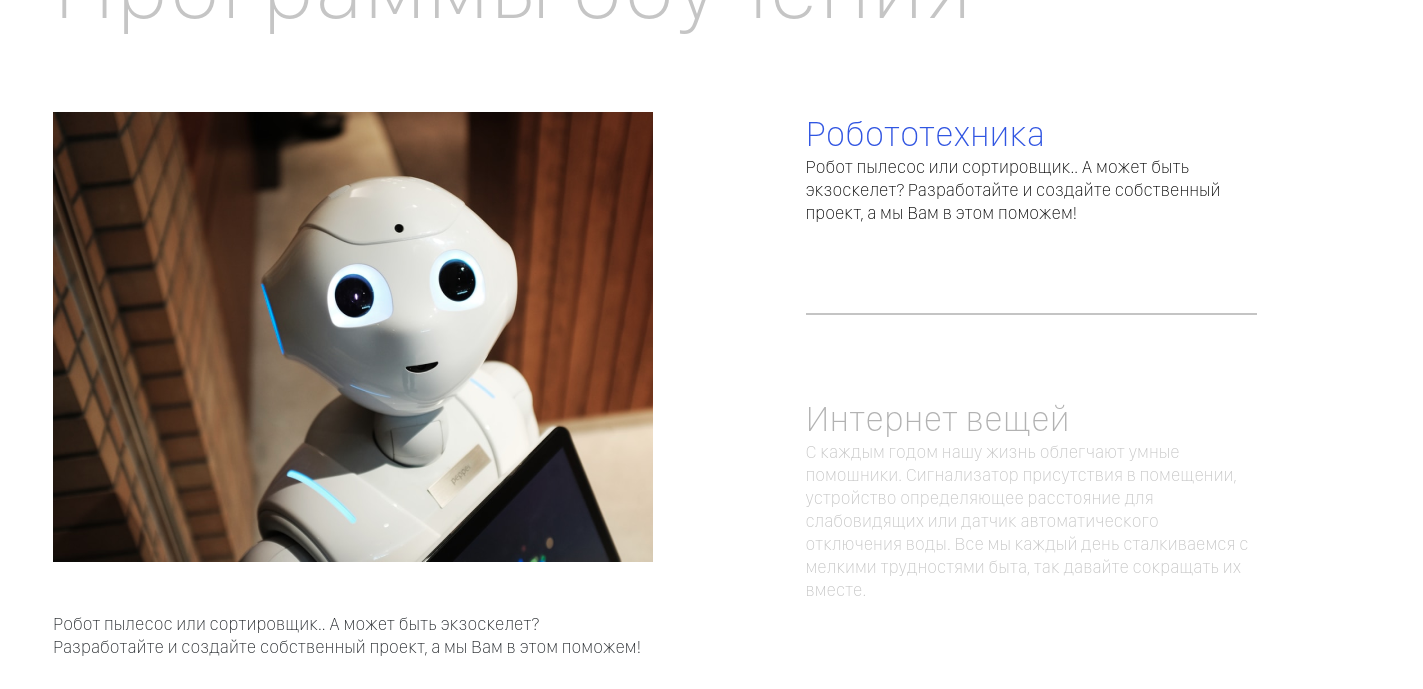 Программы обучения
Робототехника
Робот пылесос или сортировщик.. А может быть
экзоскелет? Разработайте и создайте собственный
проект, а мы Вам в этом поможем!
Интернет вещей
С каждым годом нашу жизнь облегчают умные
помошники. Сигнализатор присутствия в помещении,
устройство определяющее расстояние для
слабовидящих или датчик автоматического
отключения воды. Все мы каждый день сталкиваемся с
мелкими трудностями быта, так давайте сокращать их
вместе.
pepper
Робот пылесос или сортировщик.. А может быть экзоскелет?
Разработайте и создайте собственный проект, а мы Вам в этом поможем!